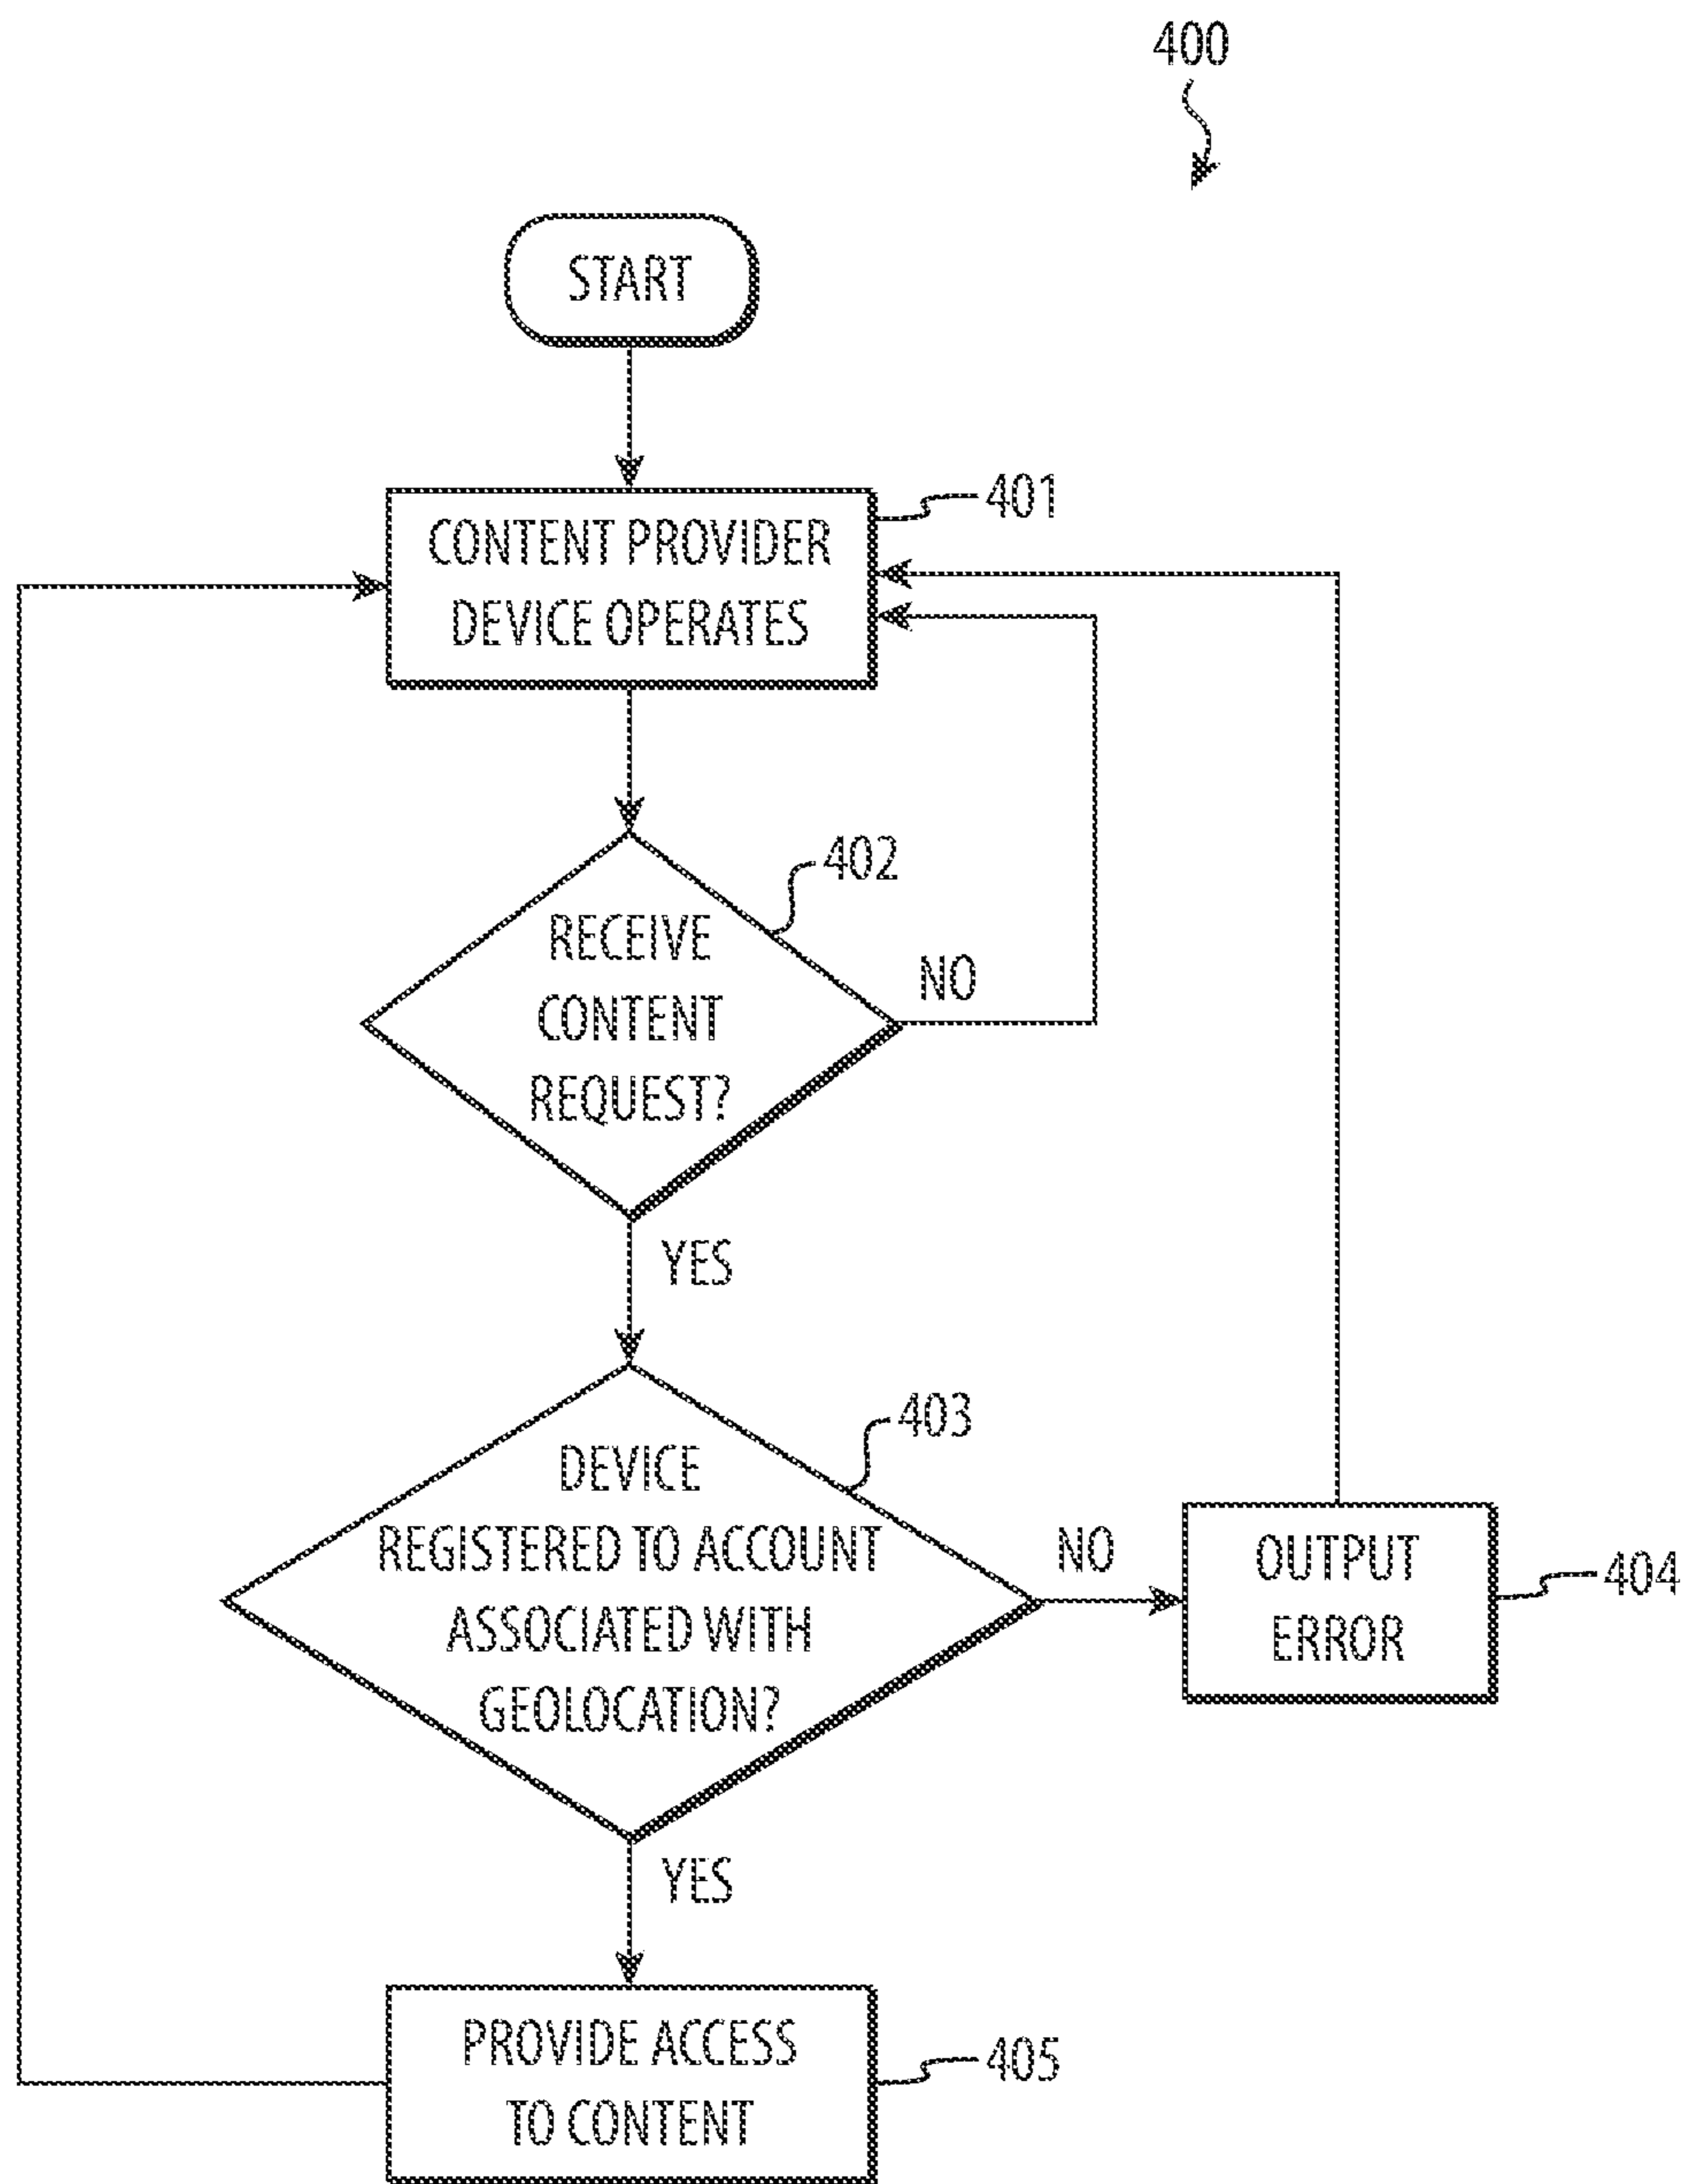 400
START
CONTENT PROVIDER
DEVICE OPERATES
401
RECEIVE
CONTENT
REQUEST?
402
NO
YES
DEVICE
REGISTERED TO ACCOUNT
ASSOCIATED WITH
GEOLOCATION?
403
NO
OUTPUT
ERROR
404
YES
PROVIDE ACCESS
TO CONTENT
405